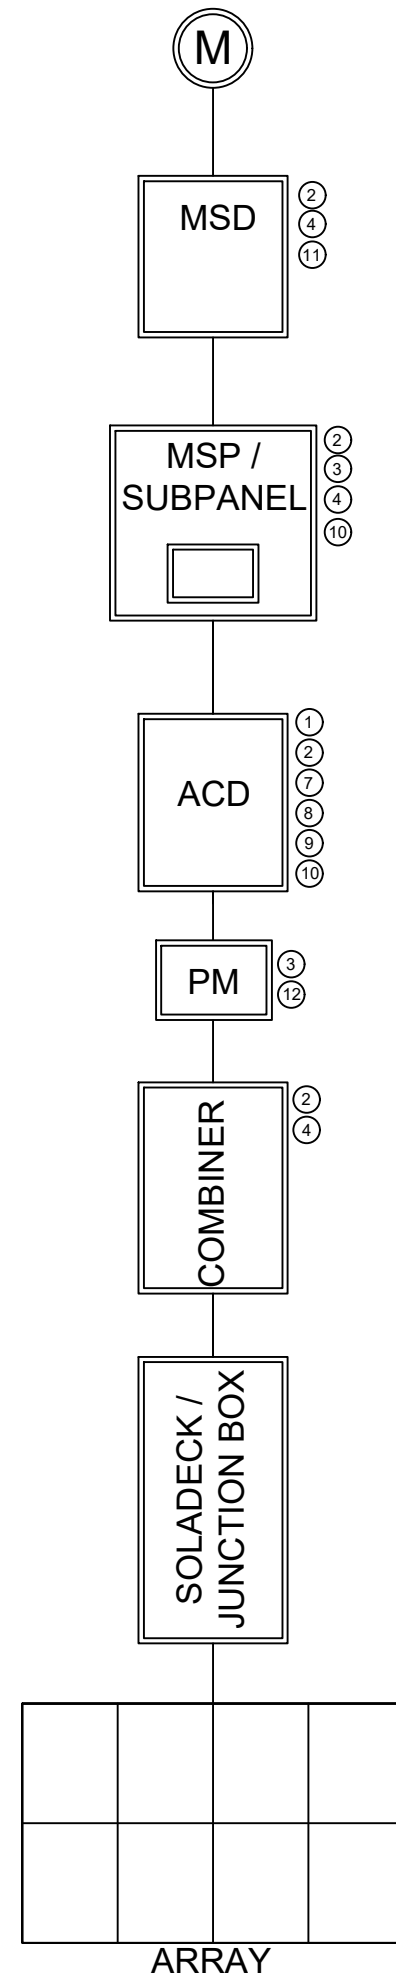 M
MSD
2
4
11
MSP /
SUBPANEL
2
3
4
10
ACD
1
2
7
8
9
10
PM
3
12
COMBINER
2
4
SOLADECK /
JUNCTION BOX
ARRAY